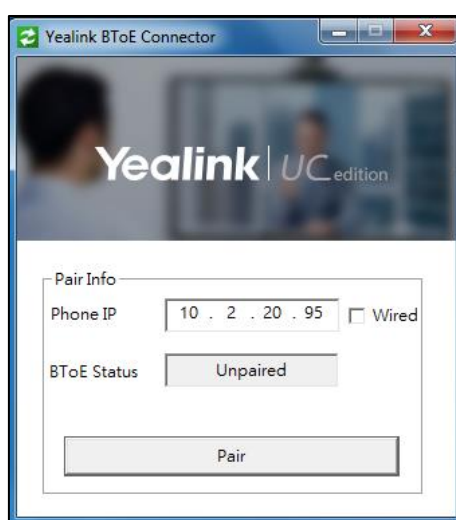 Yealink BToE Connector
Yealink | UC edition
Pair Info
Phone IP 10 . 2 . 20 . 95 Wired
BToE Status Unpaired
Pair